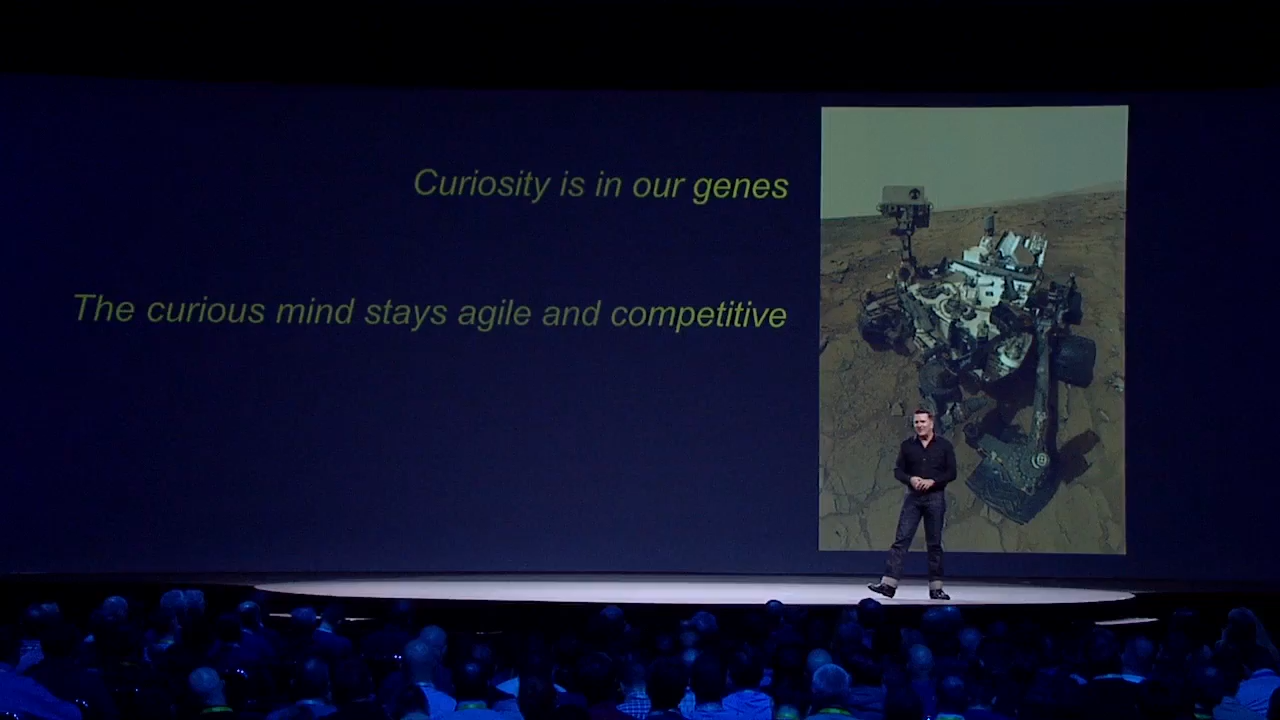 Curiosity is in our genes
The curious mind stays agile and competitive